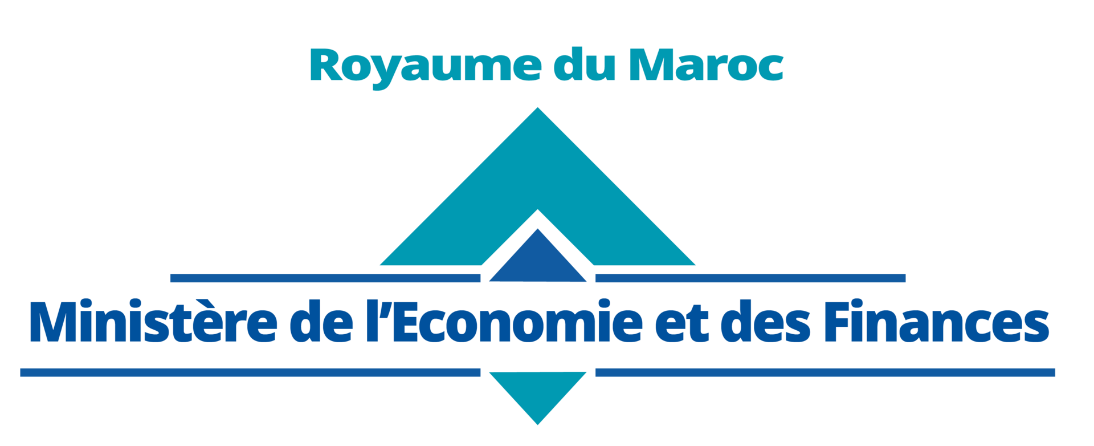 Royaume du Maroc
Ministère de l’Economie et des Finances